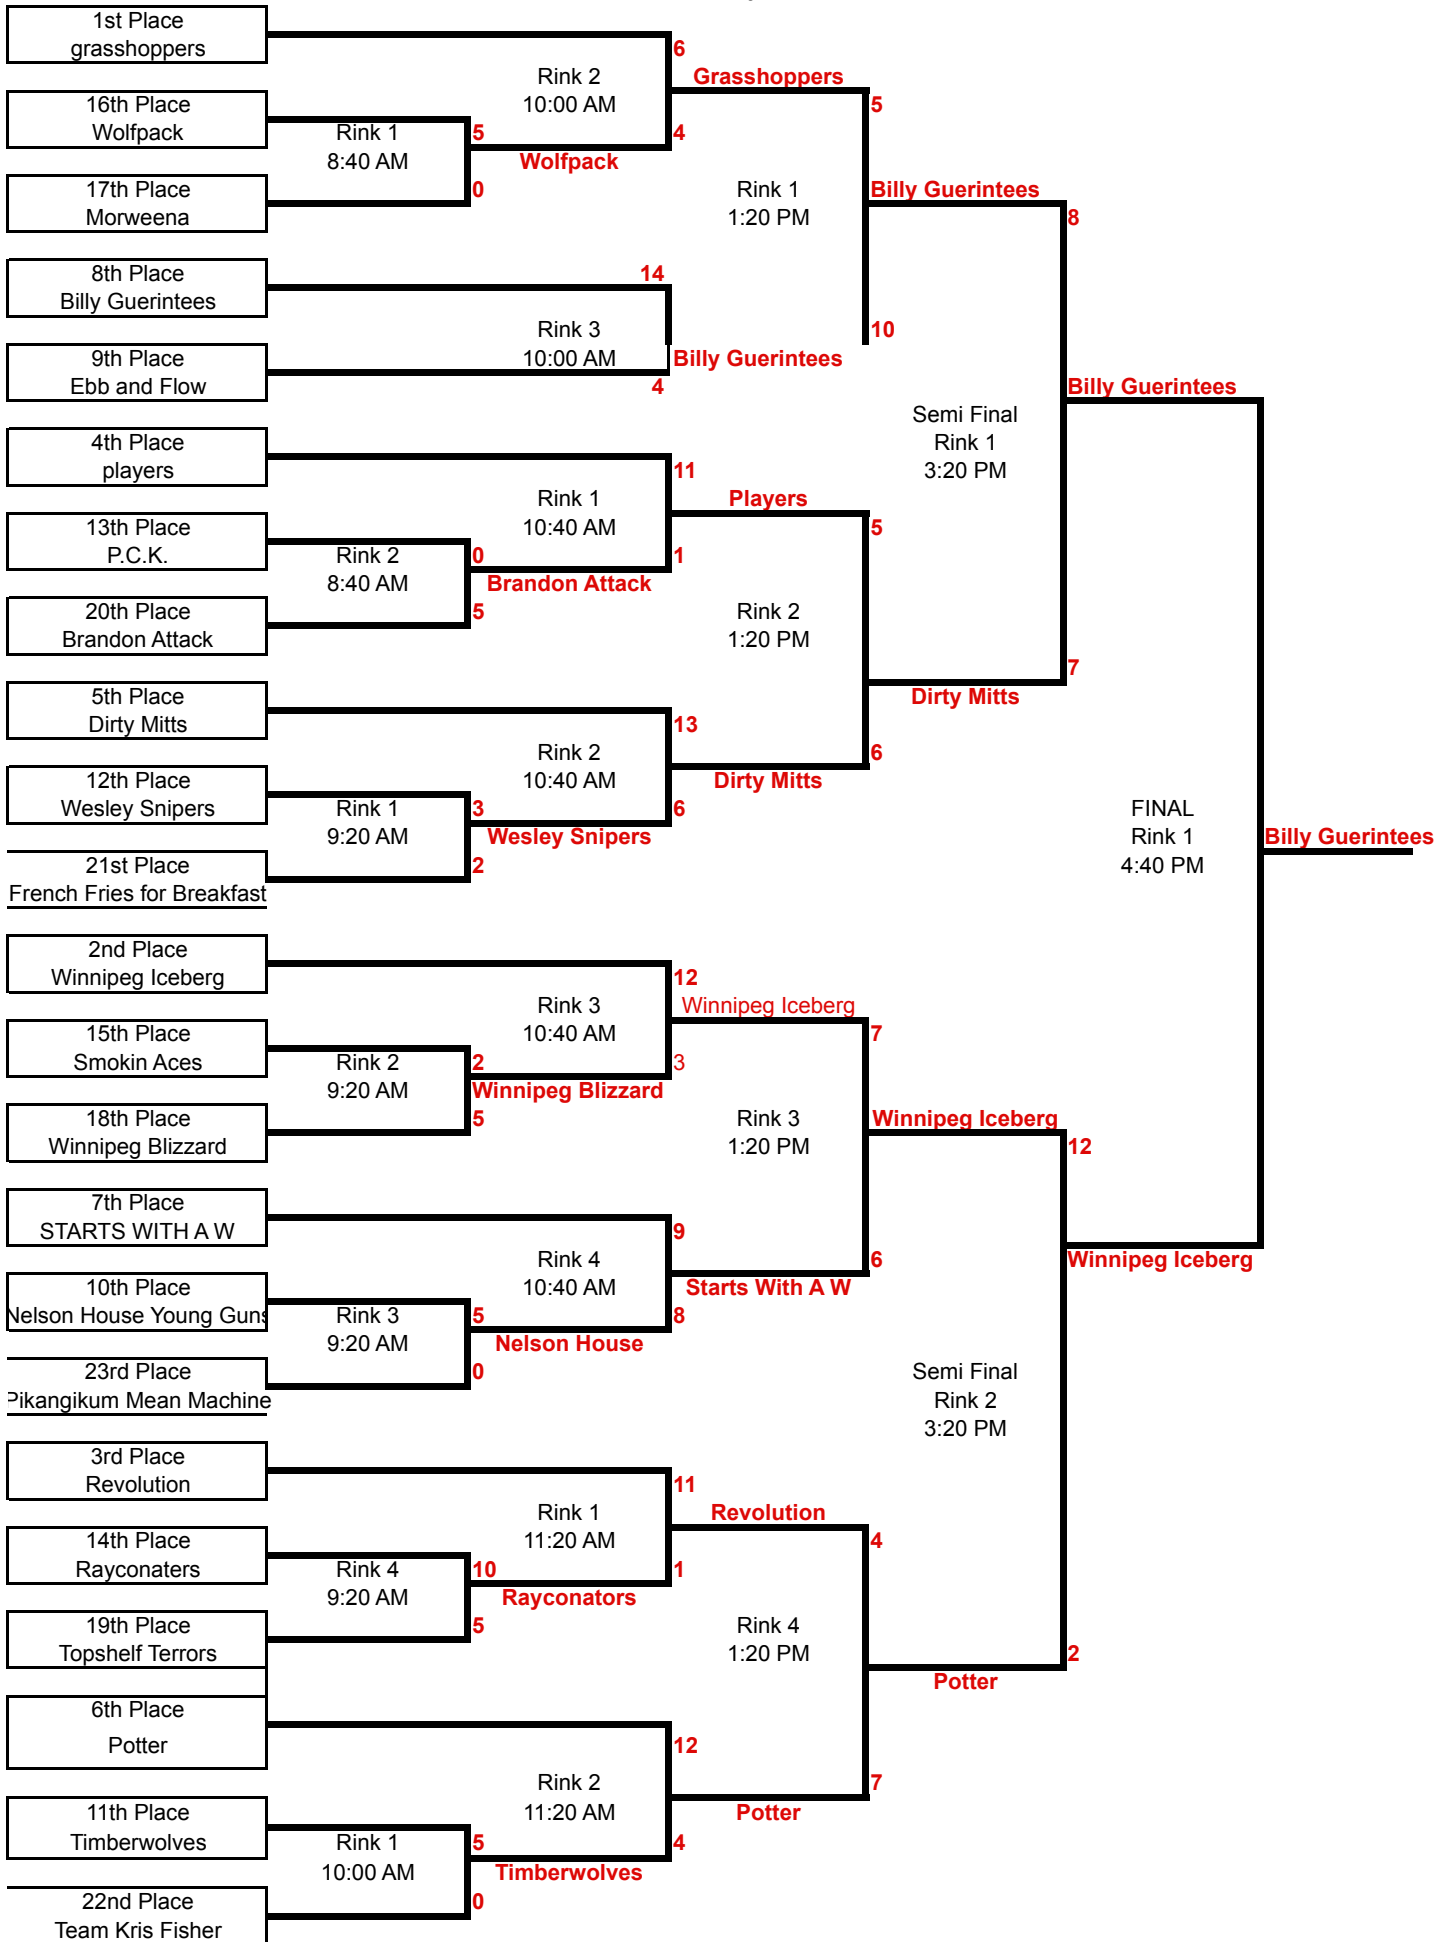 1st Place
grasshoppers
6
Rink 2
Grasshoppers
16th Place
10:00 AM
5
Wolfpack
Rink 1
5
4
8:40 AM
Wolfpack
17th Place
0
Rink 1
Billy Guerintees
Morweena
1:20 PM
8
8th Place
14
Billy Guerintees
Rink 3
10
9th Place
10:00 AM
Billy Guerintees
Ebb and Flow
4
Billy Guerintees
Semi Final
4th Place
Rink 1
players
11
3:20 PM
Rink 1
Players
13th Place
10:40 AM
5
P.C.K.
Rink 2
0
1
8:40 AM
Brandon Attack
20th Place
5
Rink 2
Brandon Attack
1:20 PM
7
5th Place
Dirty Mitts
Dirty Mitts
13
Rink 2
6
12th Place
10:40 AM
Dirty Mitts
Wesley Snipers
Rink 1
3
6
FINAL
9:20 AM
Wesley Snipers
Rink 1
Billy Guerintees
21st Place
2
4:40 PM
French Fries for Breakfast
2nd Place
Winnipeg Iceberg
12
Rink 3
Winnipeg Iceberg
15th Place
10:40 AM
7
Smokin Aces
Rink 2
2
3
9:20 AM
Winnipeg Blizzard
18th Place
5
Rink 3
Winnipeg Iceberg
Winnipeg Blizzard
1:20 PM
12
7th Place
STARTS WITH A W
9
Rink 4
6
Winnipeg Iceberg
10th Place
10:40 AM
Starts With A W
Nelson House Young Guns
Rink 3
5
8
9:20 AM
Nelson House
23rd Place
0
Semi Final
Pikangikum Mean Machine
Rink 2
3:20 PM
3rd Place
Revolution
11
Rink 1
Revolution
14th Place
11:20 AM
4
Rayconaters
Rink 4
10
1
9:20 AM
Rayconators
19th Place
5
Rink 4
Topshelf Terrors
1:20 PM
2
Potter
6th Place
Potter
12
Rink 2
7
11th Place
11:20 AM
Potter
Timberwolves
Rink 1
5
4
10:00 AM
Timberwolves
22nd Place
0
Team Kris Fisher